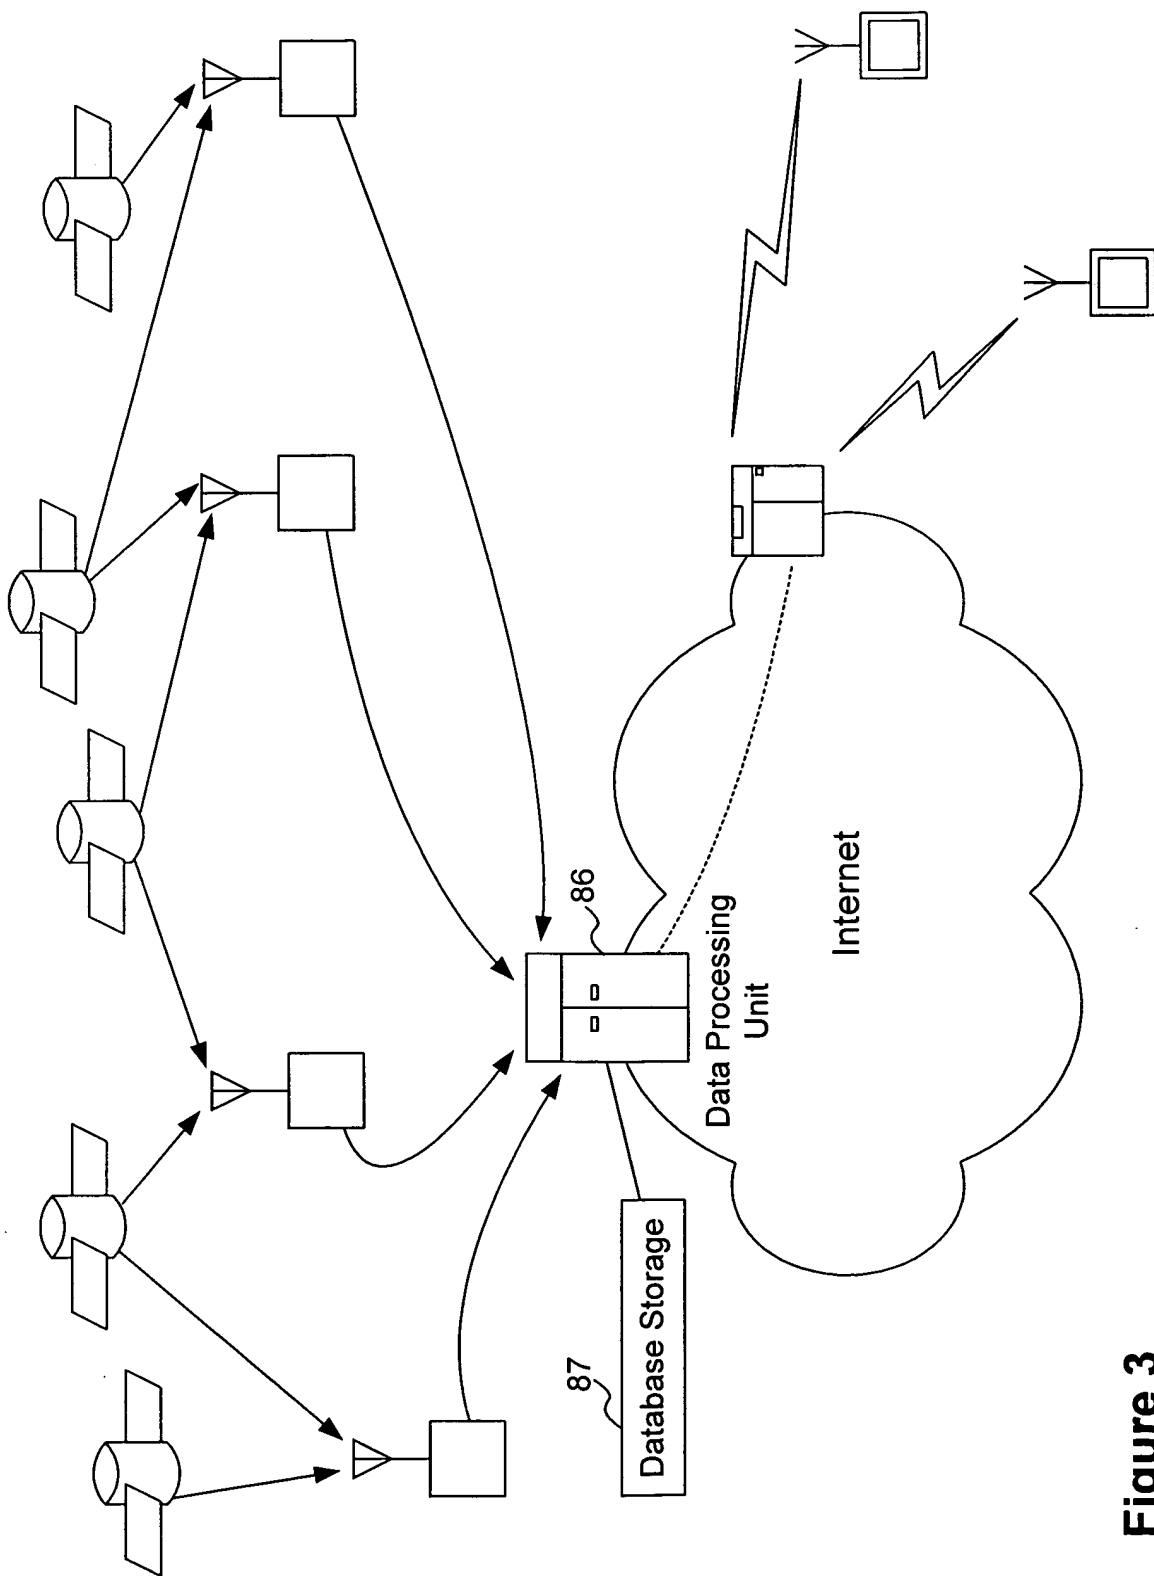 86
Data Processing
Unit
Internet
87
Database Storage
Figure 3